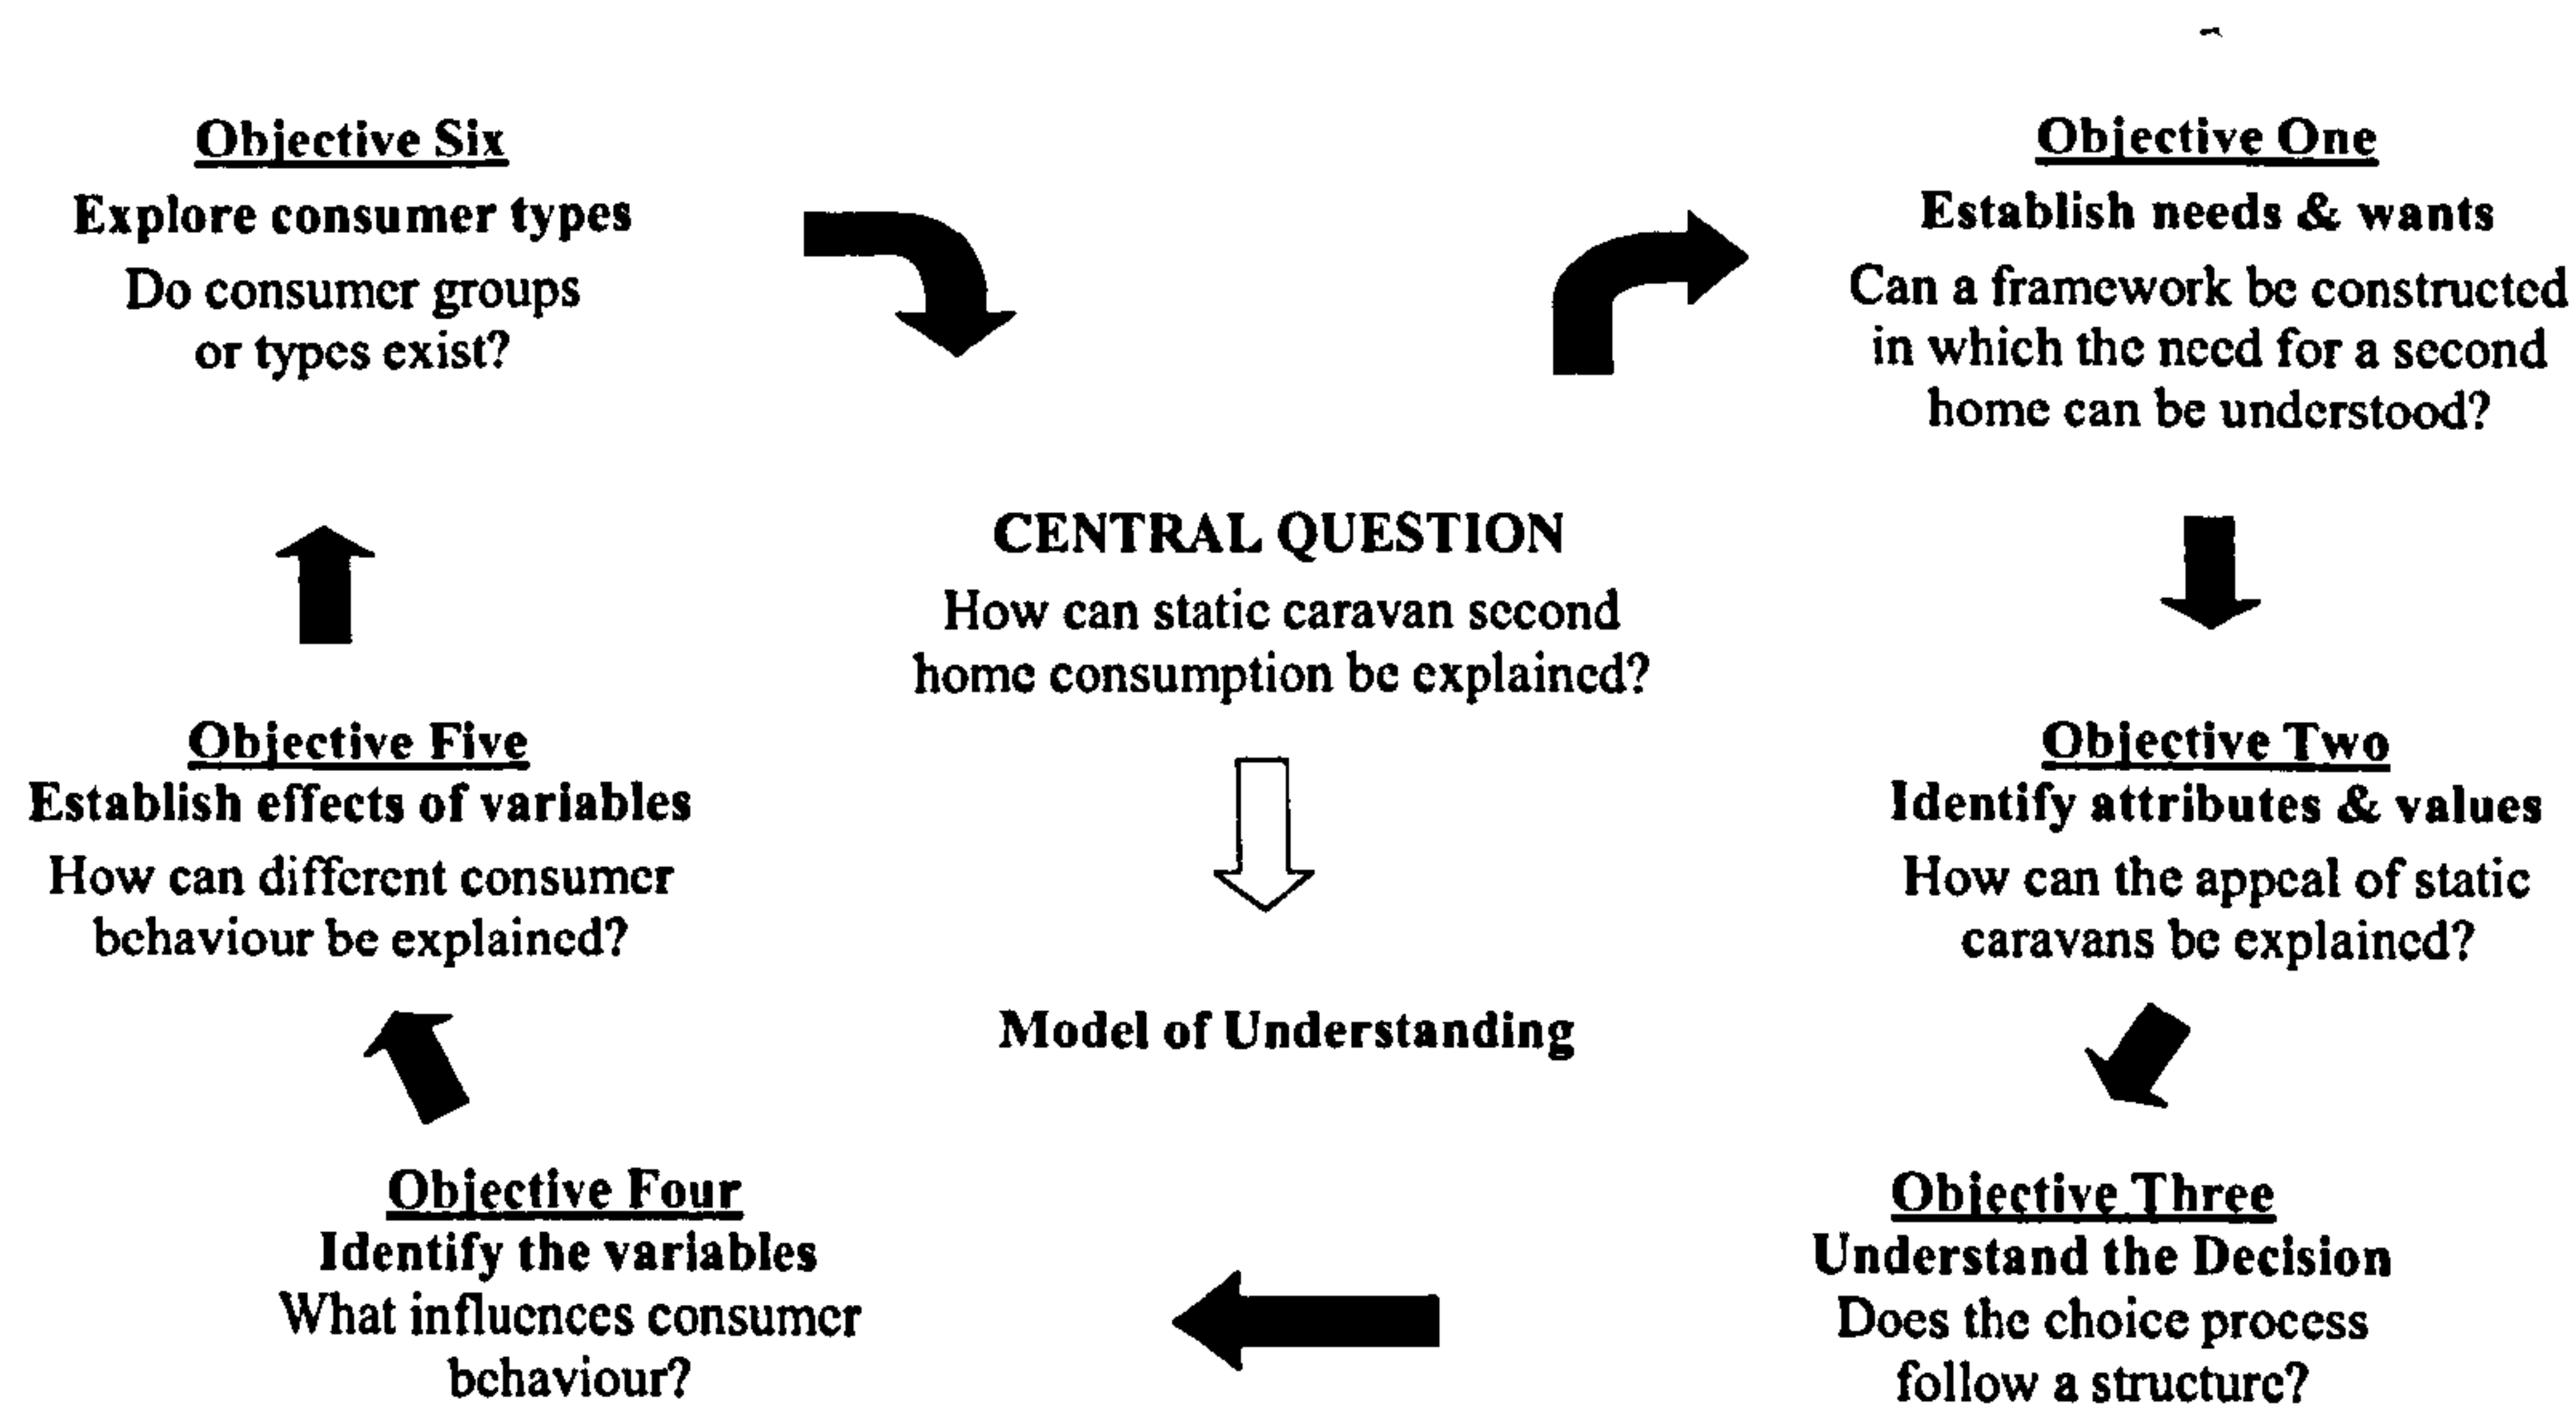 Objective Six
Explore consumer types
Do consumer groups
or types exist?
Objective One
Establish needs & wants
Can a framework be constructed
in which the need for a second
home can be understood?
CENTRAL QUESTION
How can static caravan second
home consumption be explained?
Objective Five
Establish effects of variables
How can different consumer
behaviour be explained?
Objective Two
Identify attributes & values
How can the appeal of static
caravans be explained?
Model of Understanding
Objective Four
Identify the variables
What influences consumer
behaviour?
Objective Three
Understand the Decision
Does the choice process
follow a structure?